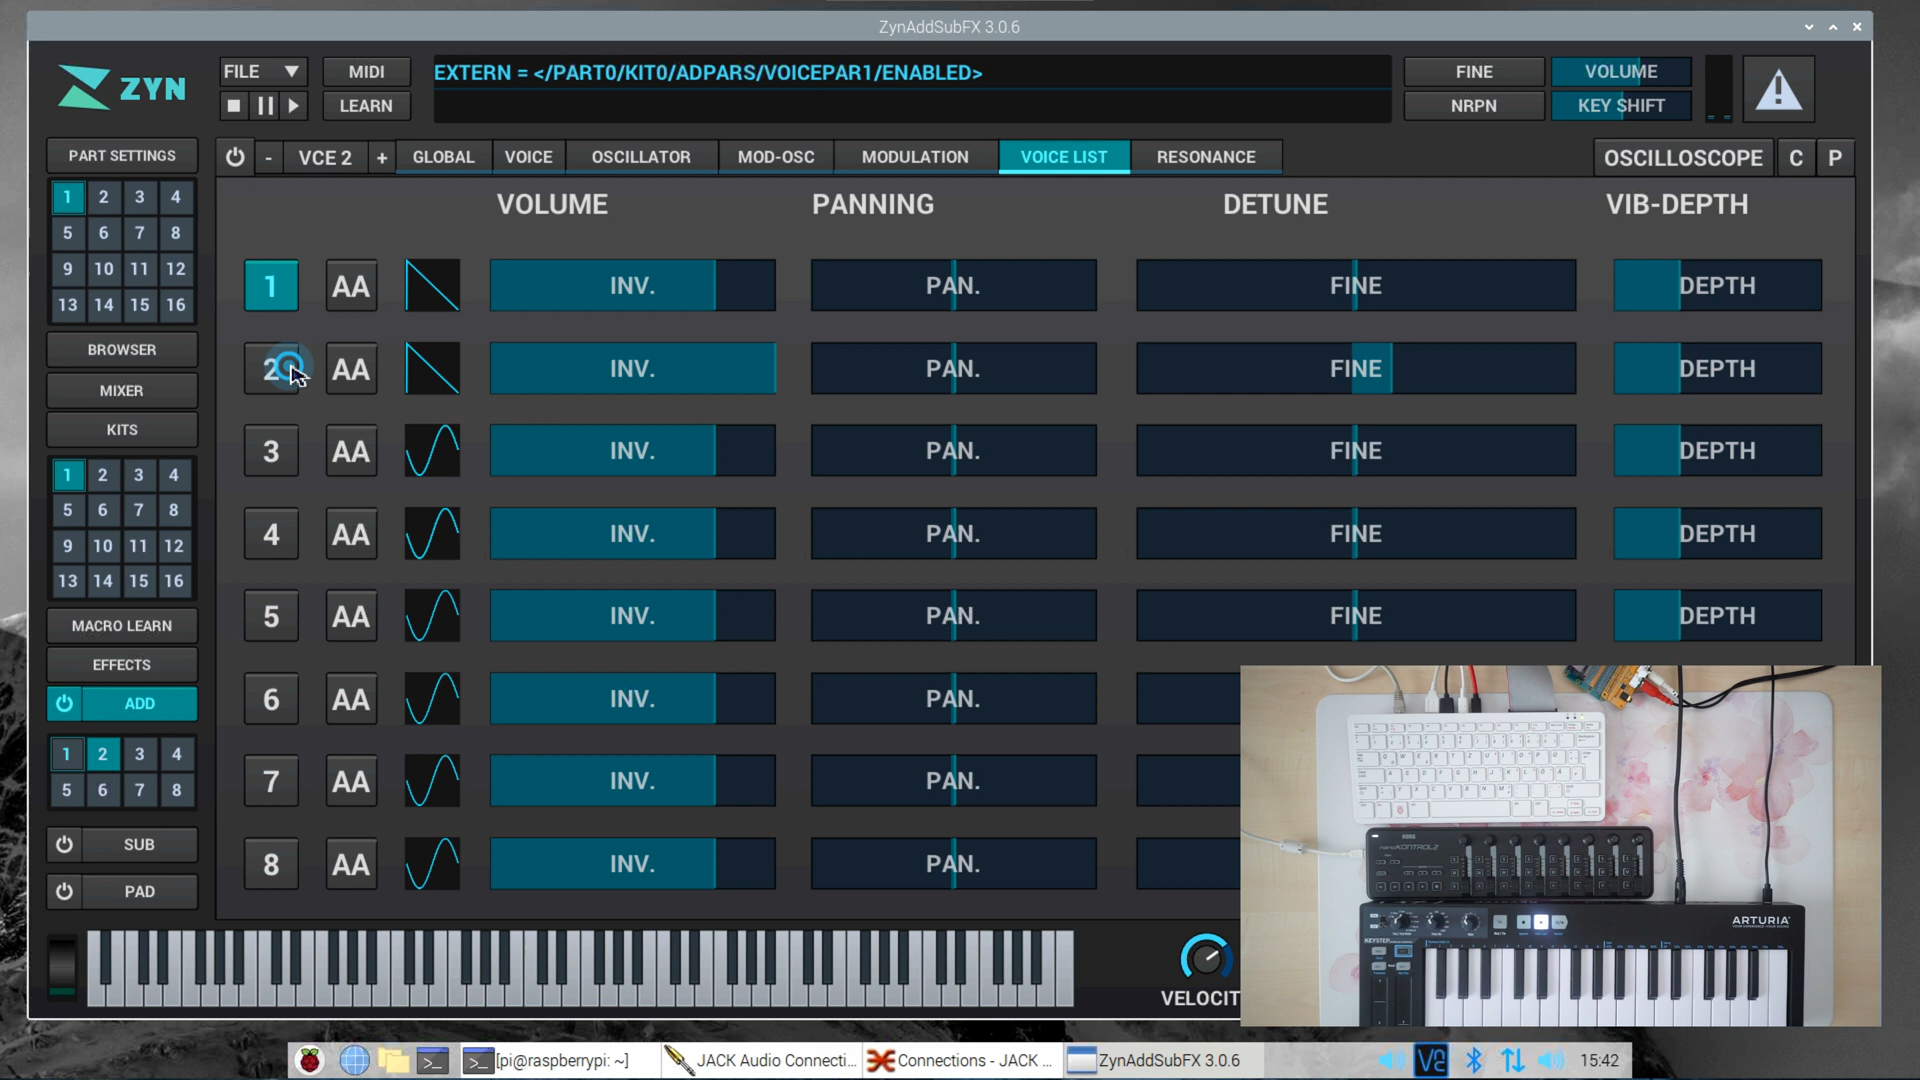 ZynAddSubFX 3.0.6
ZYN
FILE
MIDI
LEARN
EXTERN = </PART0/KIT0/ADPARS/VOICEPAR1/ENABLED>
FINE
VOLUME
NRPN
KEY SHIFT
PART SETTINGS
- VCE 2 +
GLOBAL
VOICE
OSCILLATOR
MOD-OSC
MODULATION
VOICE LIST
RESONANCE
OSCILLOSCOPE
C
P
1 2 3 4
5 6 7 8
9 10 11 12
13 14 15 16
BROWSER
MIXER
KITS
1 2 3 4
5 6 7 8
9 10 11 12
13 14 15 16
MACRO LEARN
EFFECTS
ADD
1 2 3 4
5 6 7 8
SUB
PAD
VOLUME PANNING DETUNE VIB-DEPTH
1 AA INV. PAN. FINE DEPTH
2 AA INV. PAN. FINE DEPTH
3 AA INV. PAN. FINE DEPTH
4 AA INV. PAN. FINE DEPTH
5 AA INV. PAN. FINE DEPTH
6 AA INV. PAN.
7 AA INV. PAN.
8 AA INV. PAN.
VELOCIT
KORG
nanoKONTROL2
ARTURIA
KEYSTEP
[pi@raspberrypi: ~]
JACK Audio Connecti...
Connections - JACK ...
ZynAddSubFX 3.0.6
15:42